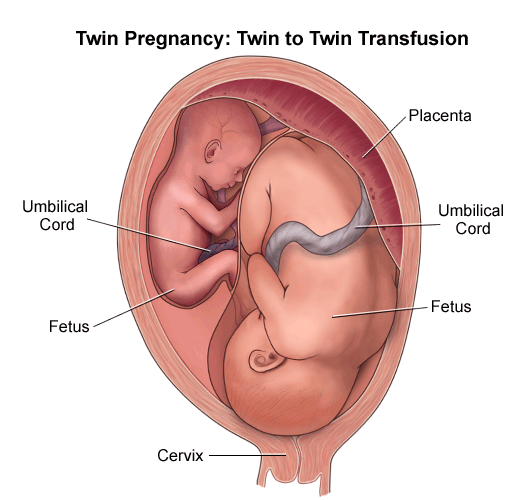 Twin Pregnancy: Twin to Twin Transfusion
Placenta
Umbilical
Cord
Umbilical
Cord
Fetus
Fetus
Cervix